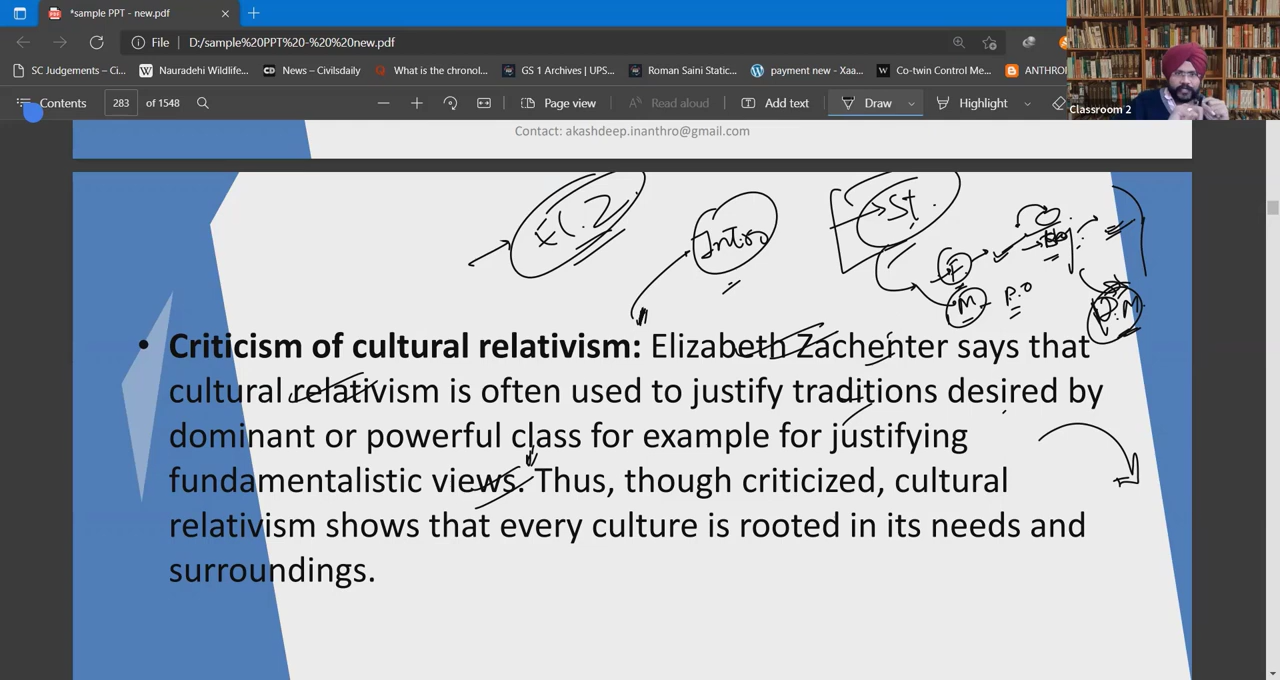 *sample PPT - new.pdf
File D:/sample%20PPT%20-%20%20new.pdf
SC Judgements – Ci... Nauradehi Wildlife... News – Civilsdaily What is the chronol... GS 1 Archives | UPS... Roman Saini Static... payment new - Xaa... Co-twin Control Me... ANTHRO
Contents 283 of 1548 Page view Read aloud Add text Draw Highlight
Classroom 2
Contact: akashdeep.inanthro@gmail.com
Intro St.
M - P.O
• Criticism of cultural relativism: Elizabeth Zachenter says that
cultural relativism is often used to justify traditions desired by
dominant or powerful class for example for justifying
fundamentalistic views. Thus, though criticized, cultural
relativism shows that every culture is rooted in its needs and
surroundings.